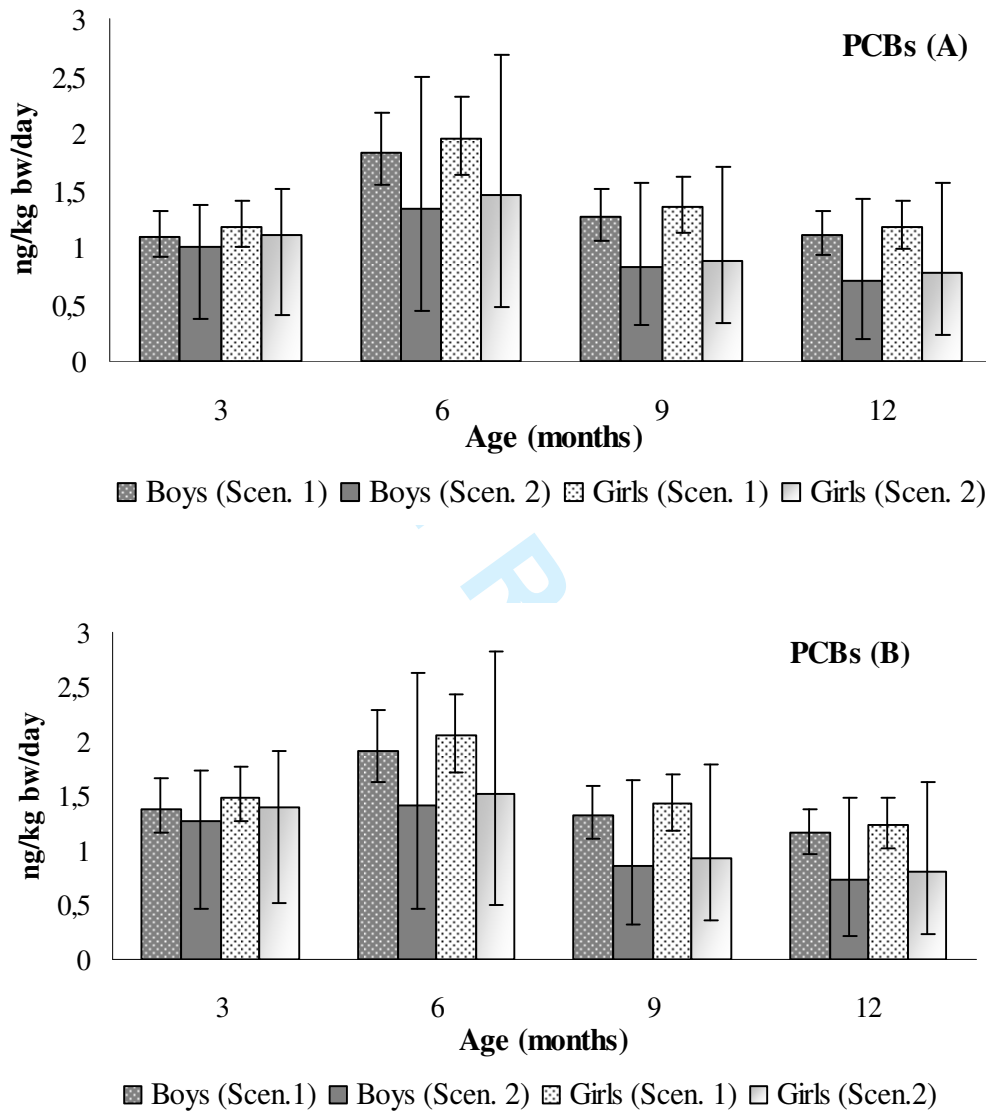 3
2,5
2
1,5
1
0,5
0
ng/kg bw/day
PCBs (A)
3 6 9 12
Age (months)
Boys (Scen. 1) Boys (Scen. 2) Girls (Scen. 1) Girls (Scen. 2)
P
3
2,5
2
1,5
1
0,5
0
ng/kg bw/day
PCBs (B)
3 6 9 12
Age (months)
Boys (Scen.1) Boys (Scen. 2) Girls (Scen. 1) Girls (Scen.2)